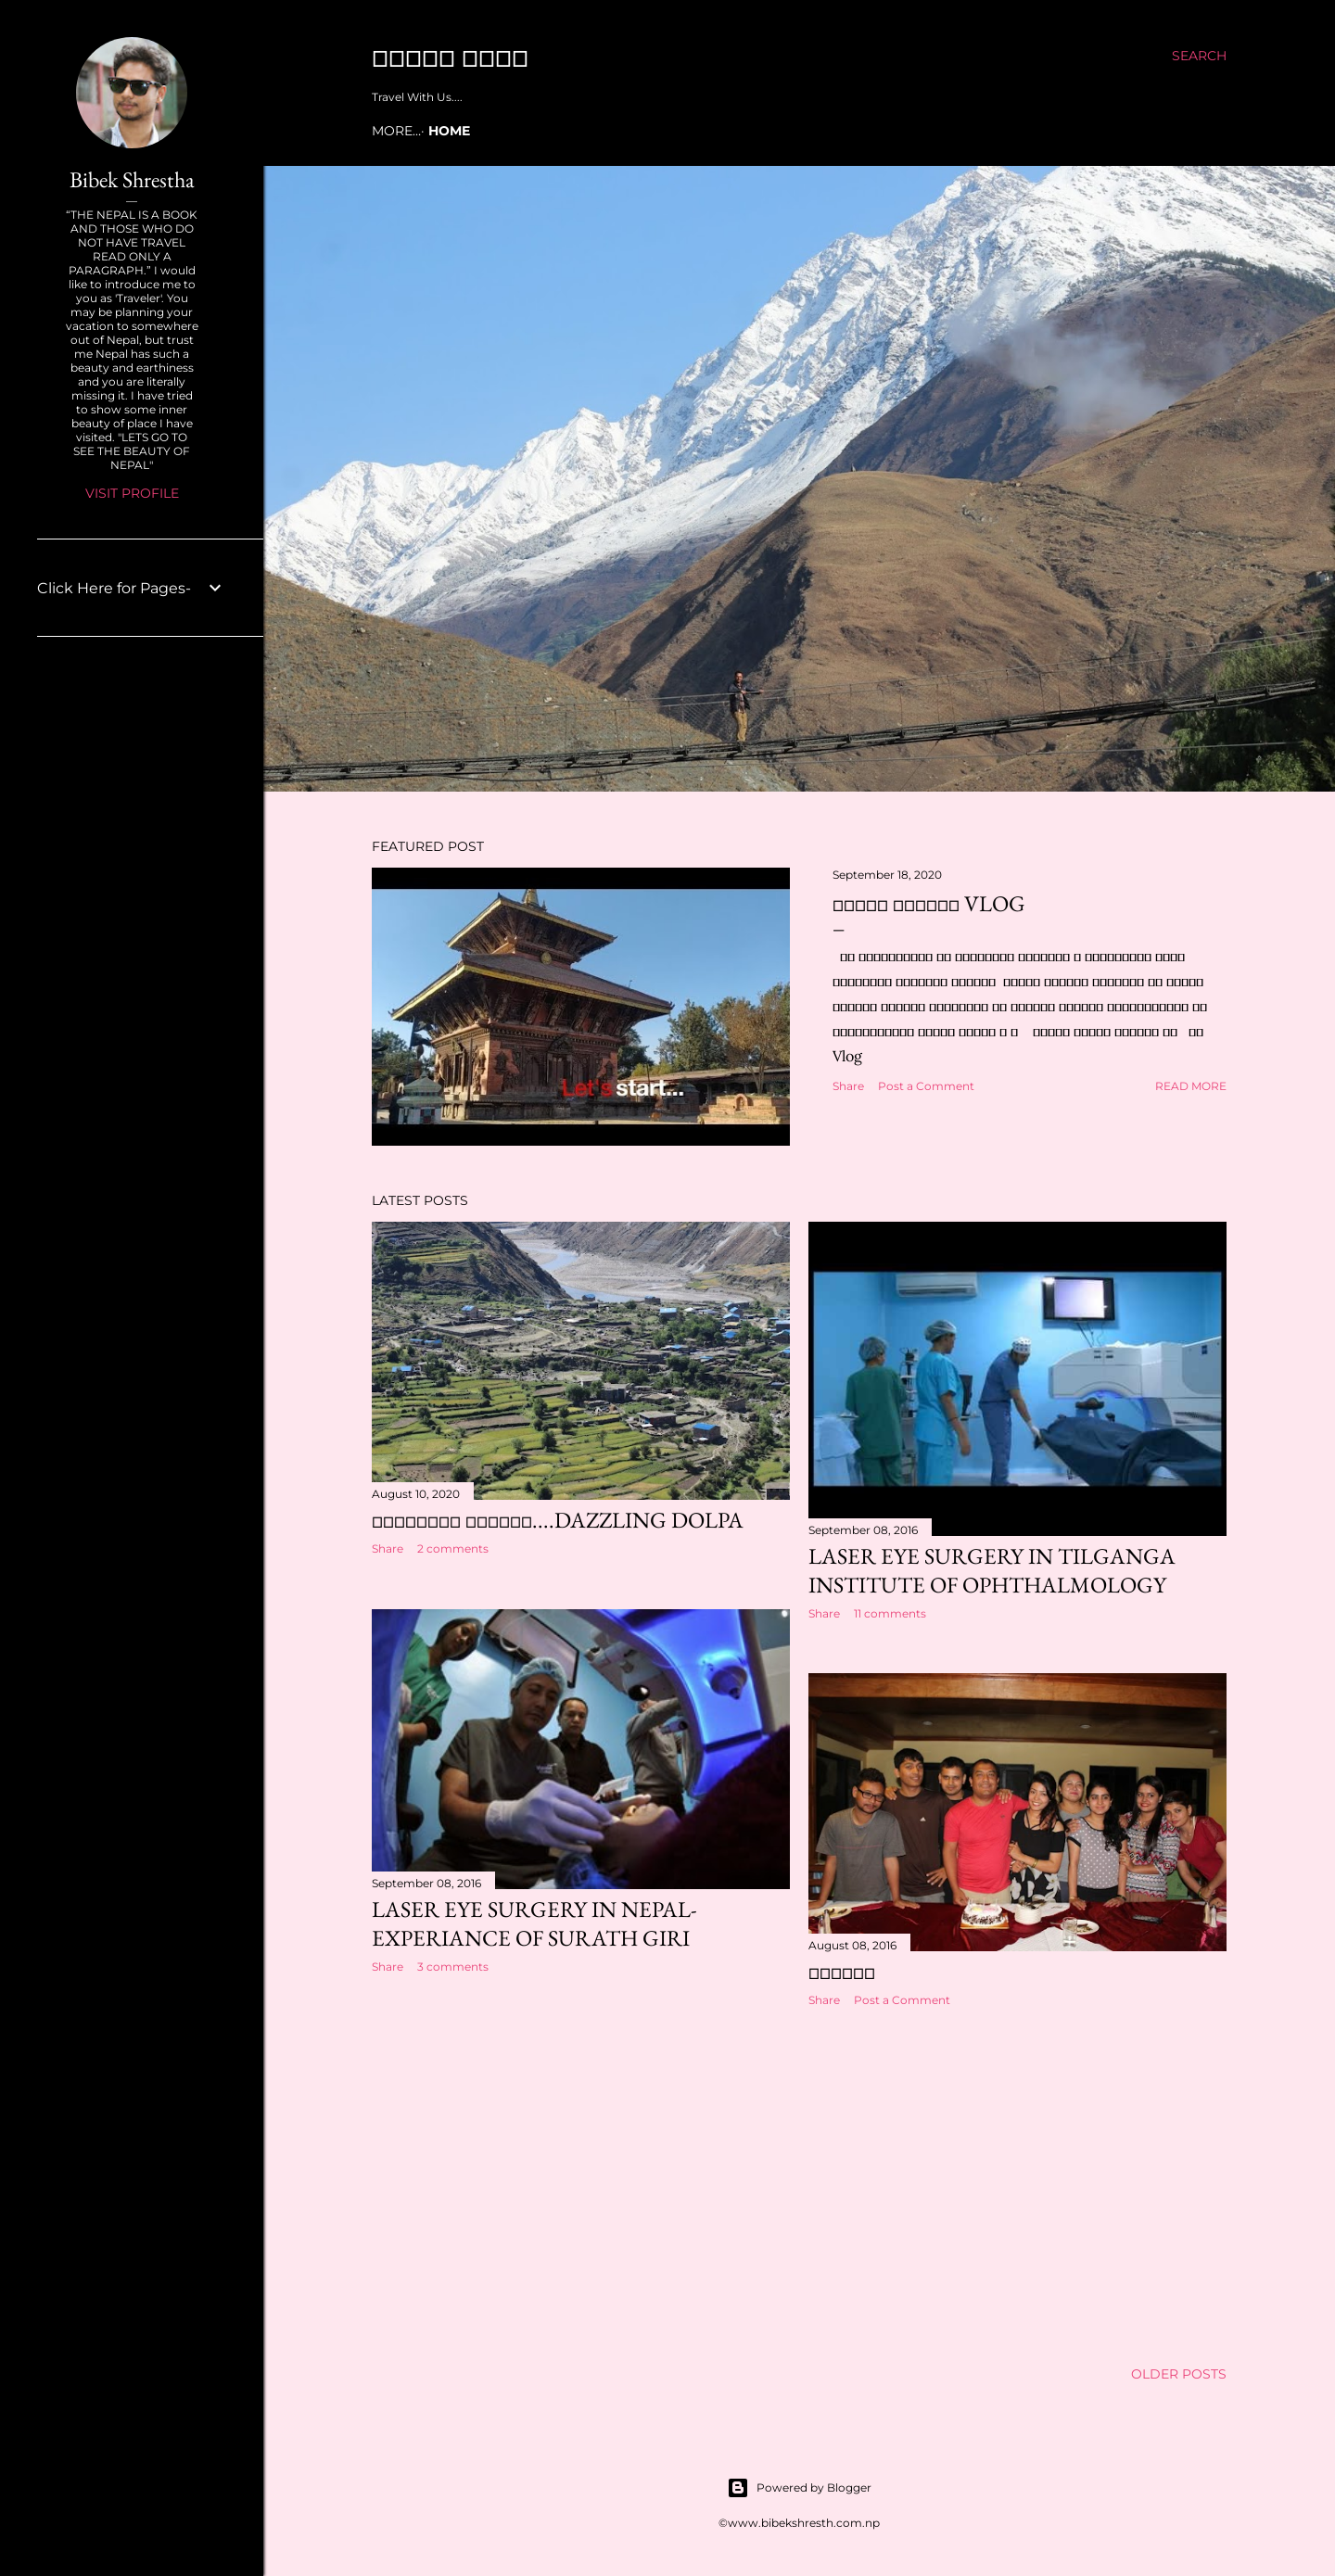 Bibek Shrestha
“THE NEPAL IS A BOOK
AND THOSE WHO DO
NOT HAVE TRAVEL
READ ONLY A
PARAGRAPH.” I would
like to introduce me to
you as 'Traveler'. You
may be planning your
vacation to somewhere
out of Nepal, but trust
me Nepal has such a
beauty and earthiness
and you are literally
missing it. I have tried
to show some inner
beauty of place I have
visited. "LETS GO TO
SEE THE BEAUTY OF
NEPAL"
VISIT PROFILE
Click Here for Pages-
SEARCH
Travel With Us....
MORE…· HOME
FEATURED POST
Let's start...
September 18, 2020
VLOG
Vlog
Share Post a Comment READ MORE
LATEST POSTS
August 10, 2020
....DAZZLING DOLPA
Share 2 comments
September 08, 2016
LASER EYE SURGERY IN TILGANGA
INSTITUTE OF OPHTHALMOLOGY
Share 11 comments
September 08, 2016
LASER EYE SURGERY IN NEPAL-
EXPERIANCE OF SURATH GIRI
Share 3 comments
August 08, 2016
Share Post a Comment
OLDER POSTS
Powered by Blogger
©www.bibekshresth.com.np